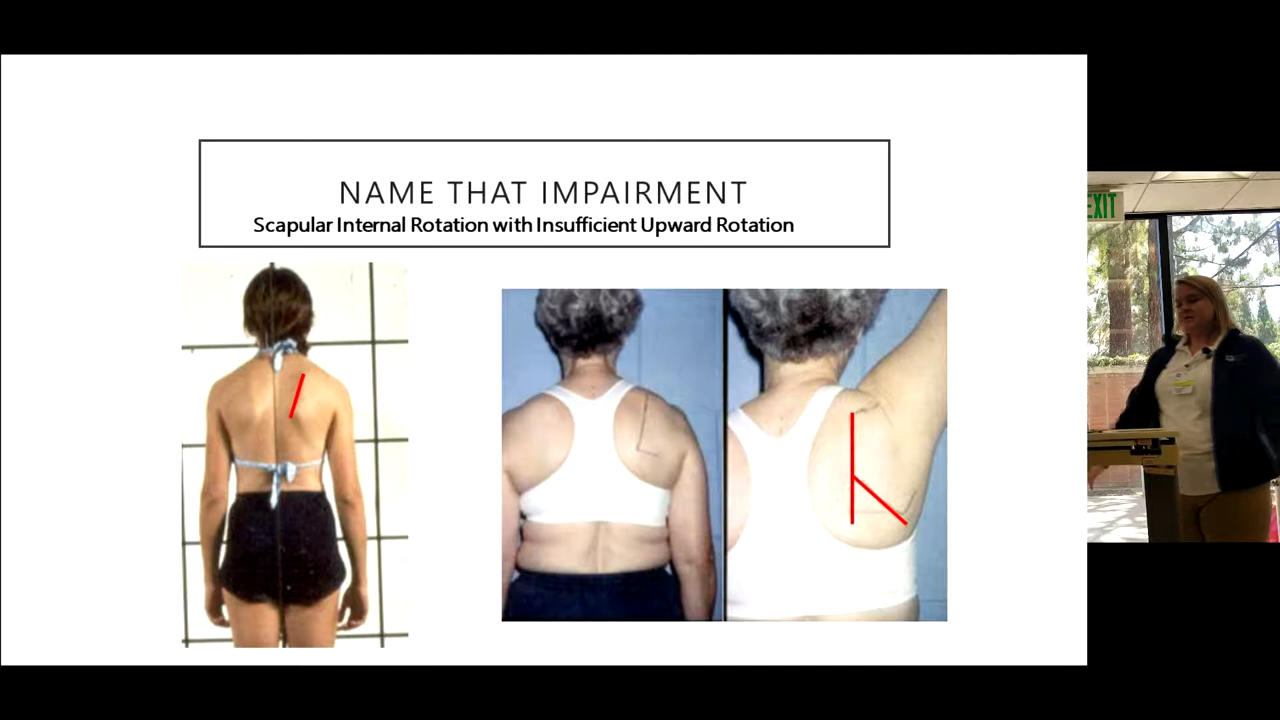 NAME THAT IMPAIRMENT
Scapular Internal Rotation with Insufficient Upward Rotation
EXIT